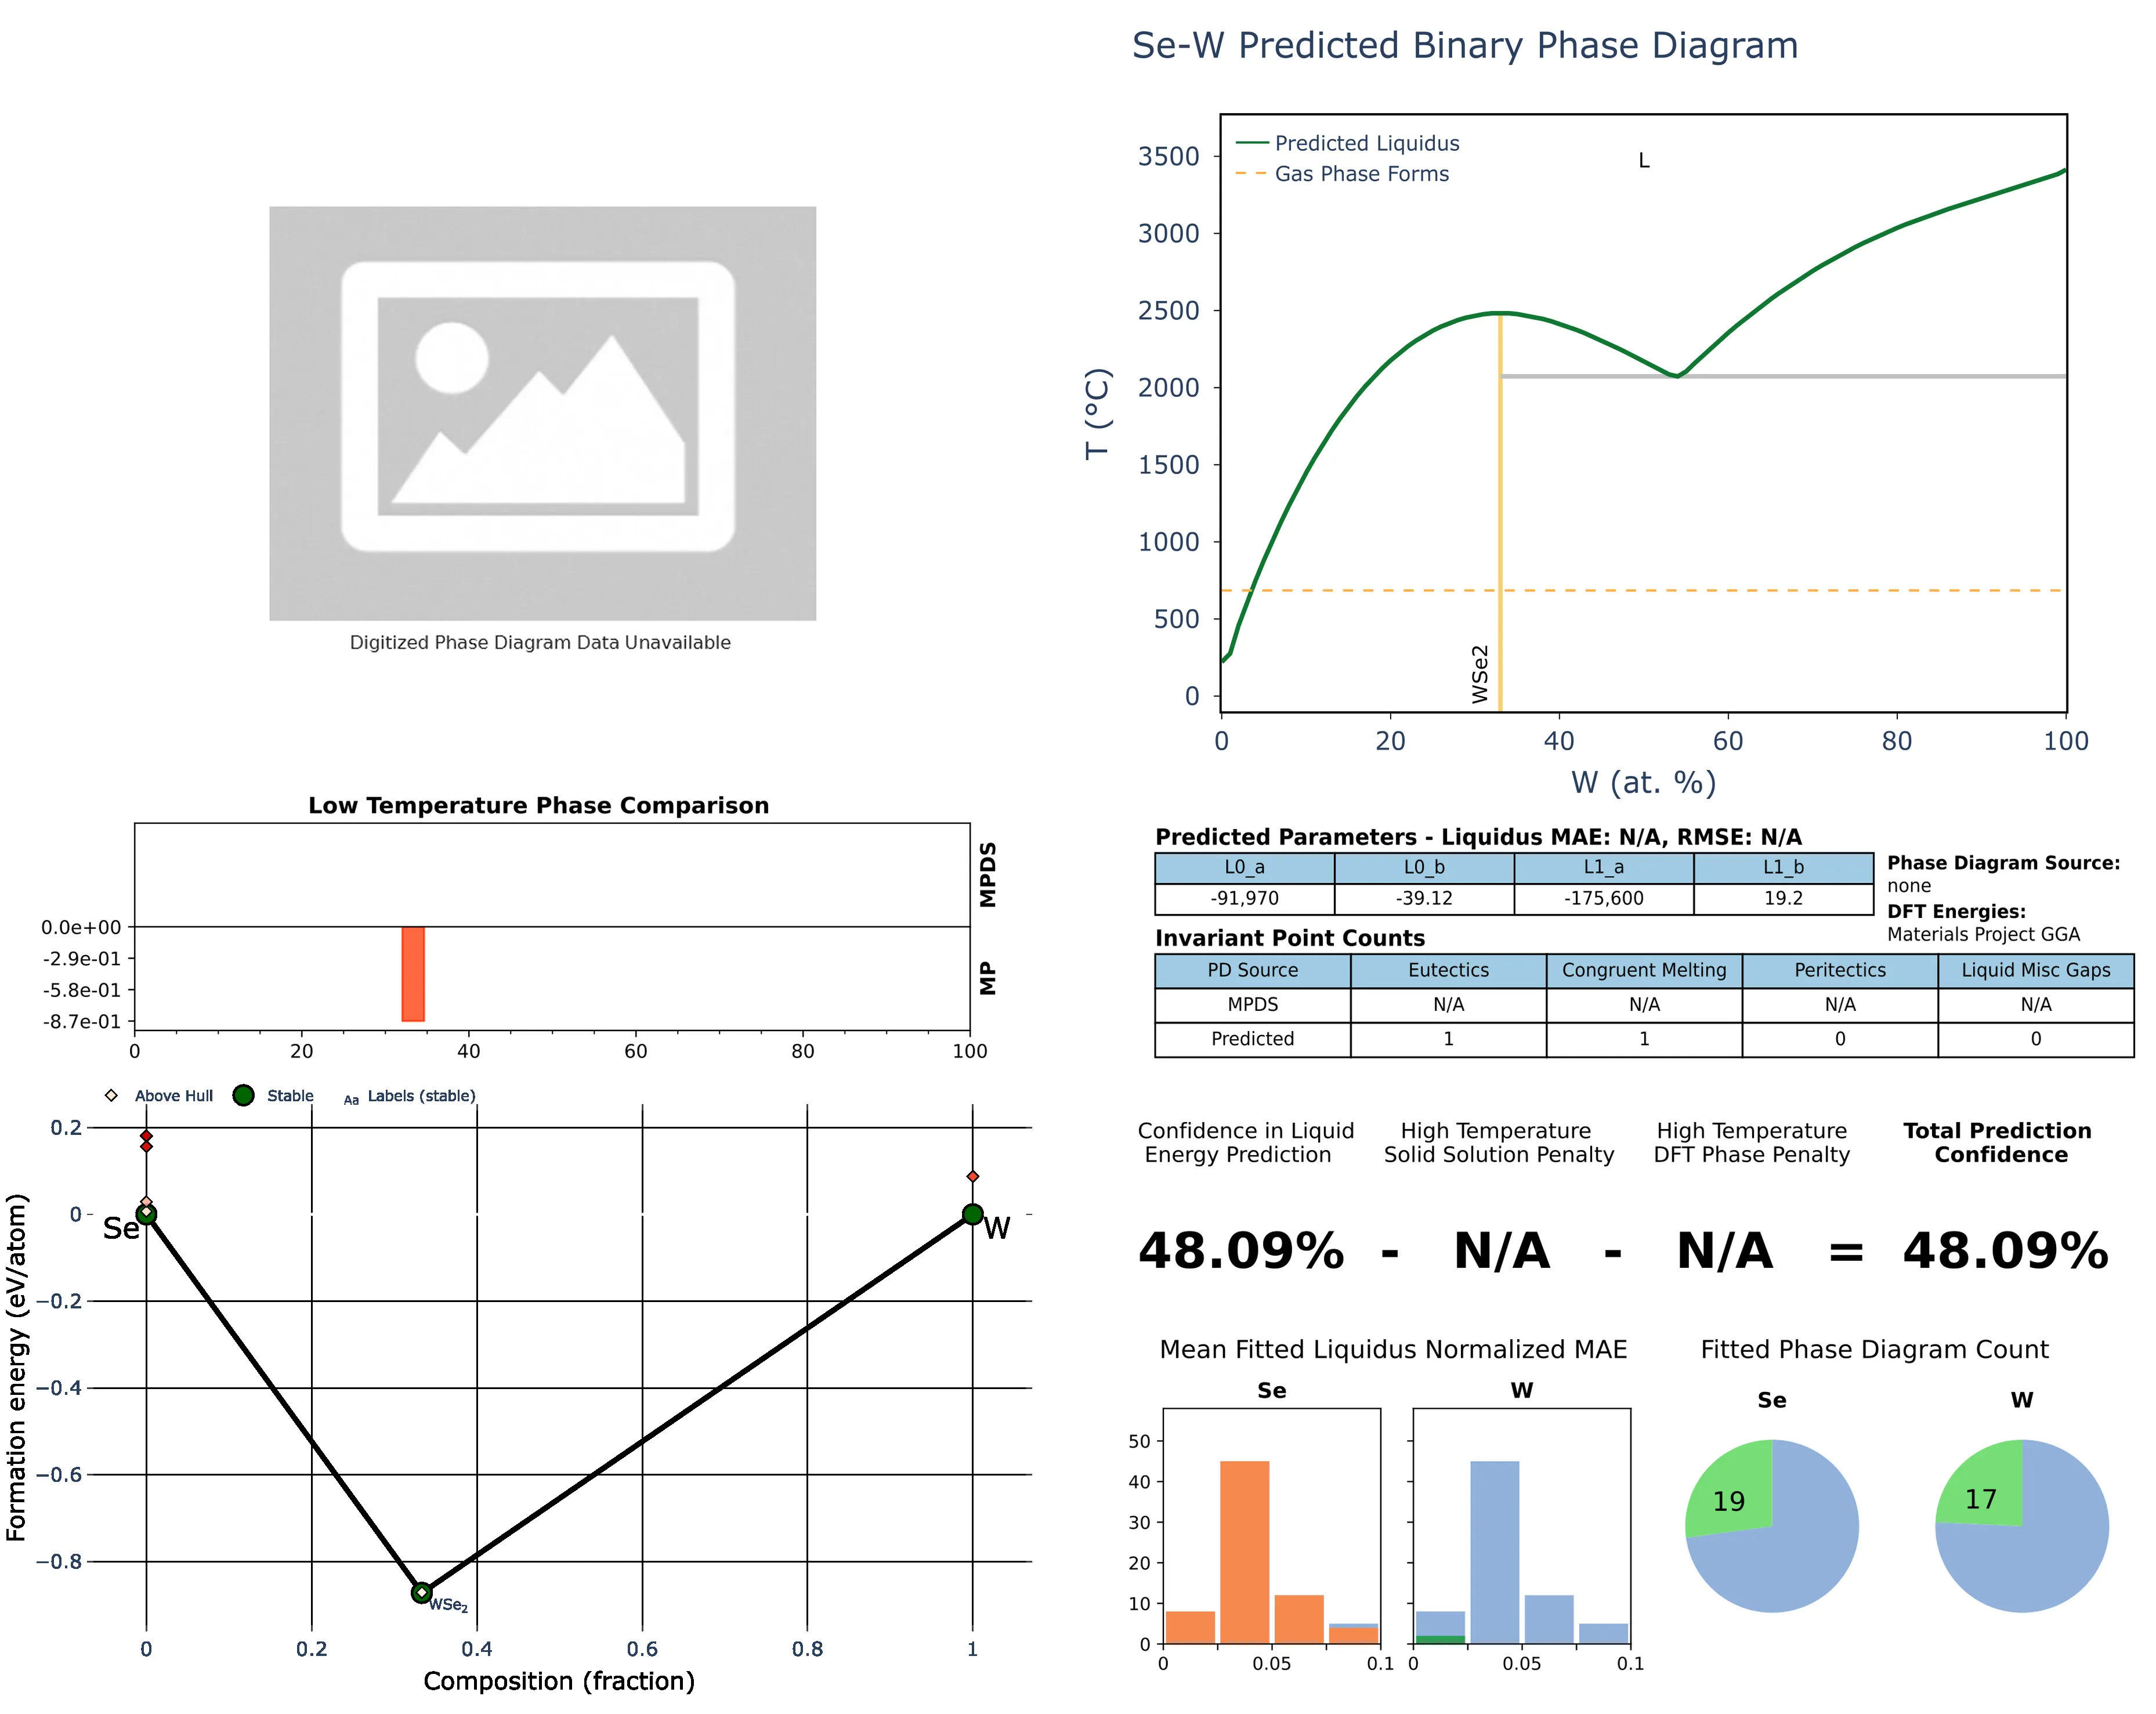 Se-W Predicted Binary Phase Diagram
Predicted Liquidus
Gas Phase Forms
L
3500
3000
2500
2000
1500
1000
500
0
T (°C)
WSe2
0 20 40 60 80 100
W (at. %)
Digitized Phase Diagram Data Unavailable
Low Temperature Phase Comparison
MPDS
MP
0.0e+00
-2.9e-01
-5.8e-01
-8.7e-01
0 20 40 60 80 100
Predicted Parameters - Liquidus MAE: N/A, RMSE: N/A
L0_a L0_b L1_a L1_b
-91,970 -39.12 -175,600 19.2
Phase Diagram Source:
none
DFT Energies:
Materials Project GGA
Invariant Point Counts
PD Source Eutectics Congruent Melting Peritectics Liquid Misc Gaps
MPDS N/A N/A N/A N/A
Predicted 1 1 0 0
Above Hull Stable Aa Labels (stable)
0.2
0
−0.2
−0.4
−0.6
−0.8
Formation energy (eV/atom)
Se
W
WSe2
0 0.2 0.4 0.6 0.8 1
Composition (fraction)
Confidence in Liquid
Energy Prediction
High Temperature
Solid Solution Penalty
High Temperature
DFT Phase Penalty
Total Prediction
Confidence
48.09% - N/A - N/A = 48.09%
Mean Fitted Liquidus Normalized MAE
Se
W
50
40
30
20
10
0
0 0.05 0.1
0 0.05 0.1
Fitted Phase Diagram Count
Se
W
19
17